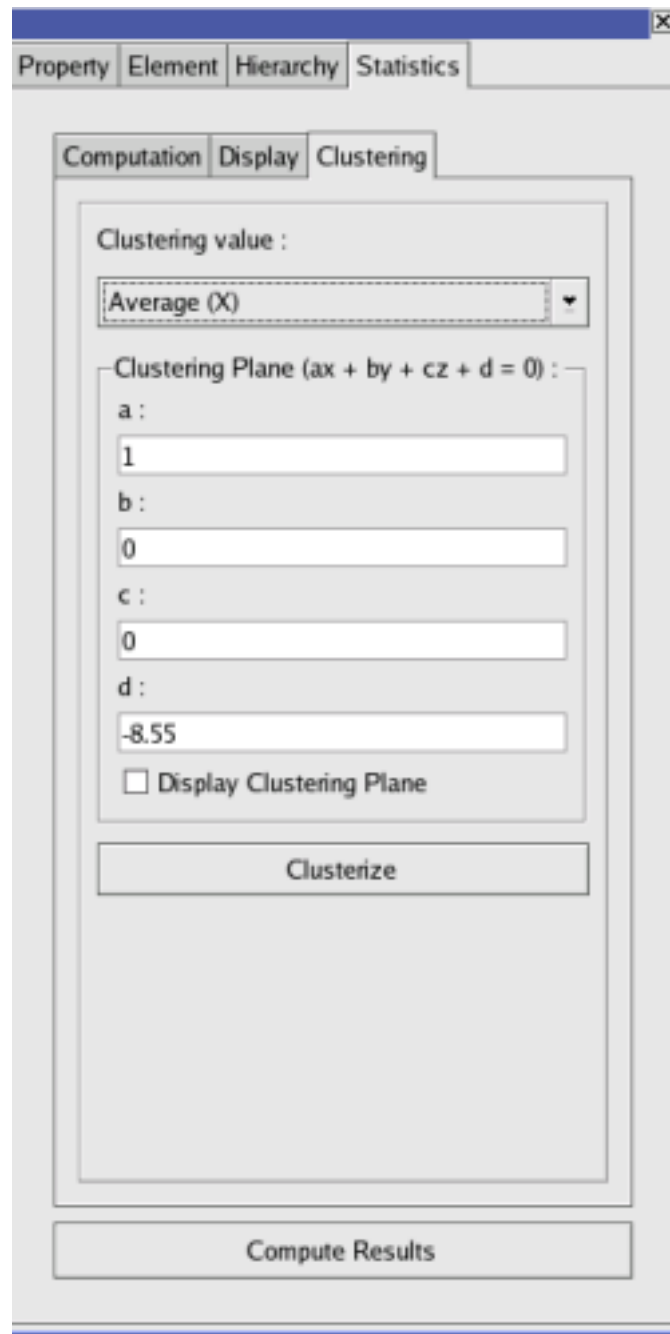 Property Element Hierarchy Statistics
Computation Display Clustering
Clustering value :
Average (X)
Clustering Plane (ax + by + cz + d = 0) :
a :
1
b :
0
c :
0
d :
-8.55
Display Clustering Plane
Clusterize
Compute Results